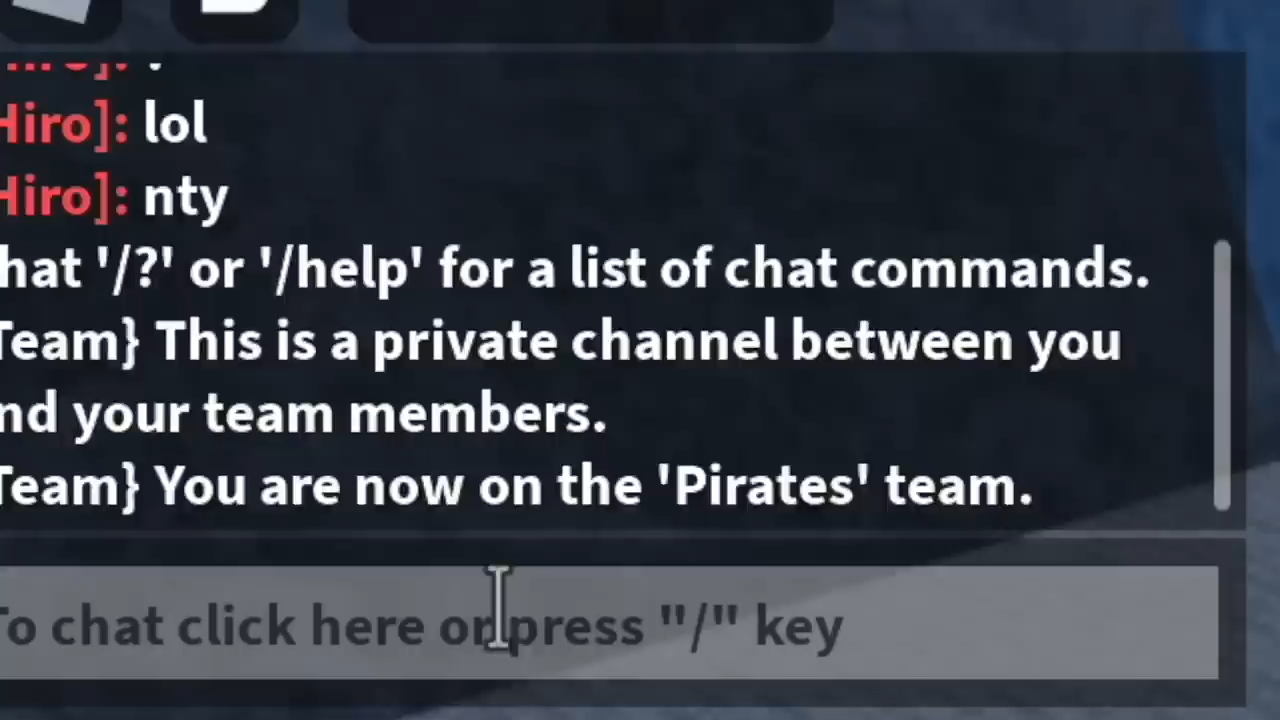 Hiro]: lol
Hiro]: nty
hat '/?' or '/help' for a list of chat commands.
Team} This is a private channel between you
nd your team members.
Team} You are now on the 'Pirates' team.
To chat click here or press "/" key